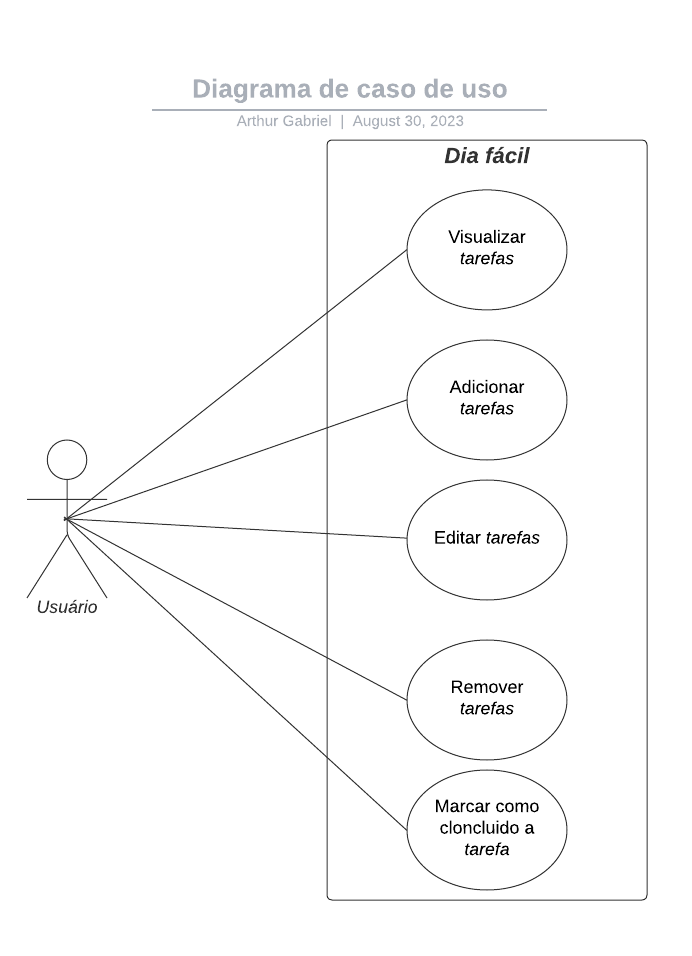 Diagrama de caso de uso
Arthur Gabriel | August 30, 2023
Dia fácil
Visualizar
tarefas
Adicionar
tarefas
Editar tarefas
Usuário
Remover
tarefas
Marcar como
cloncluido a
tarefa